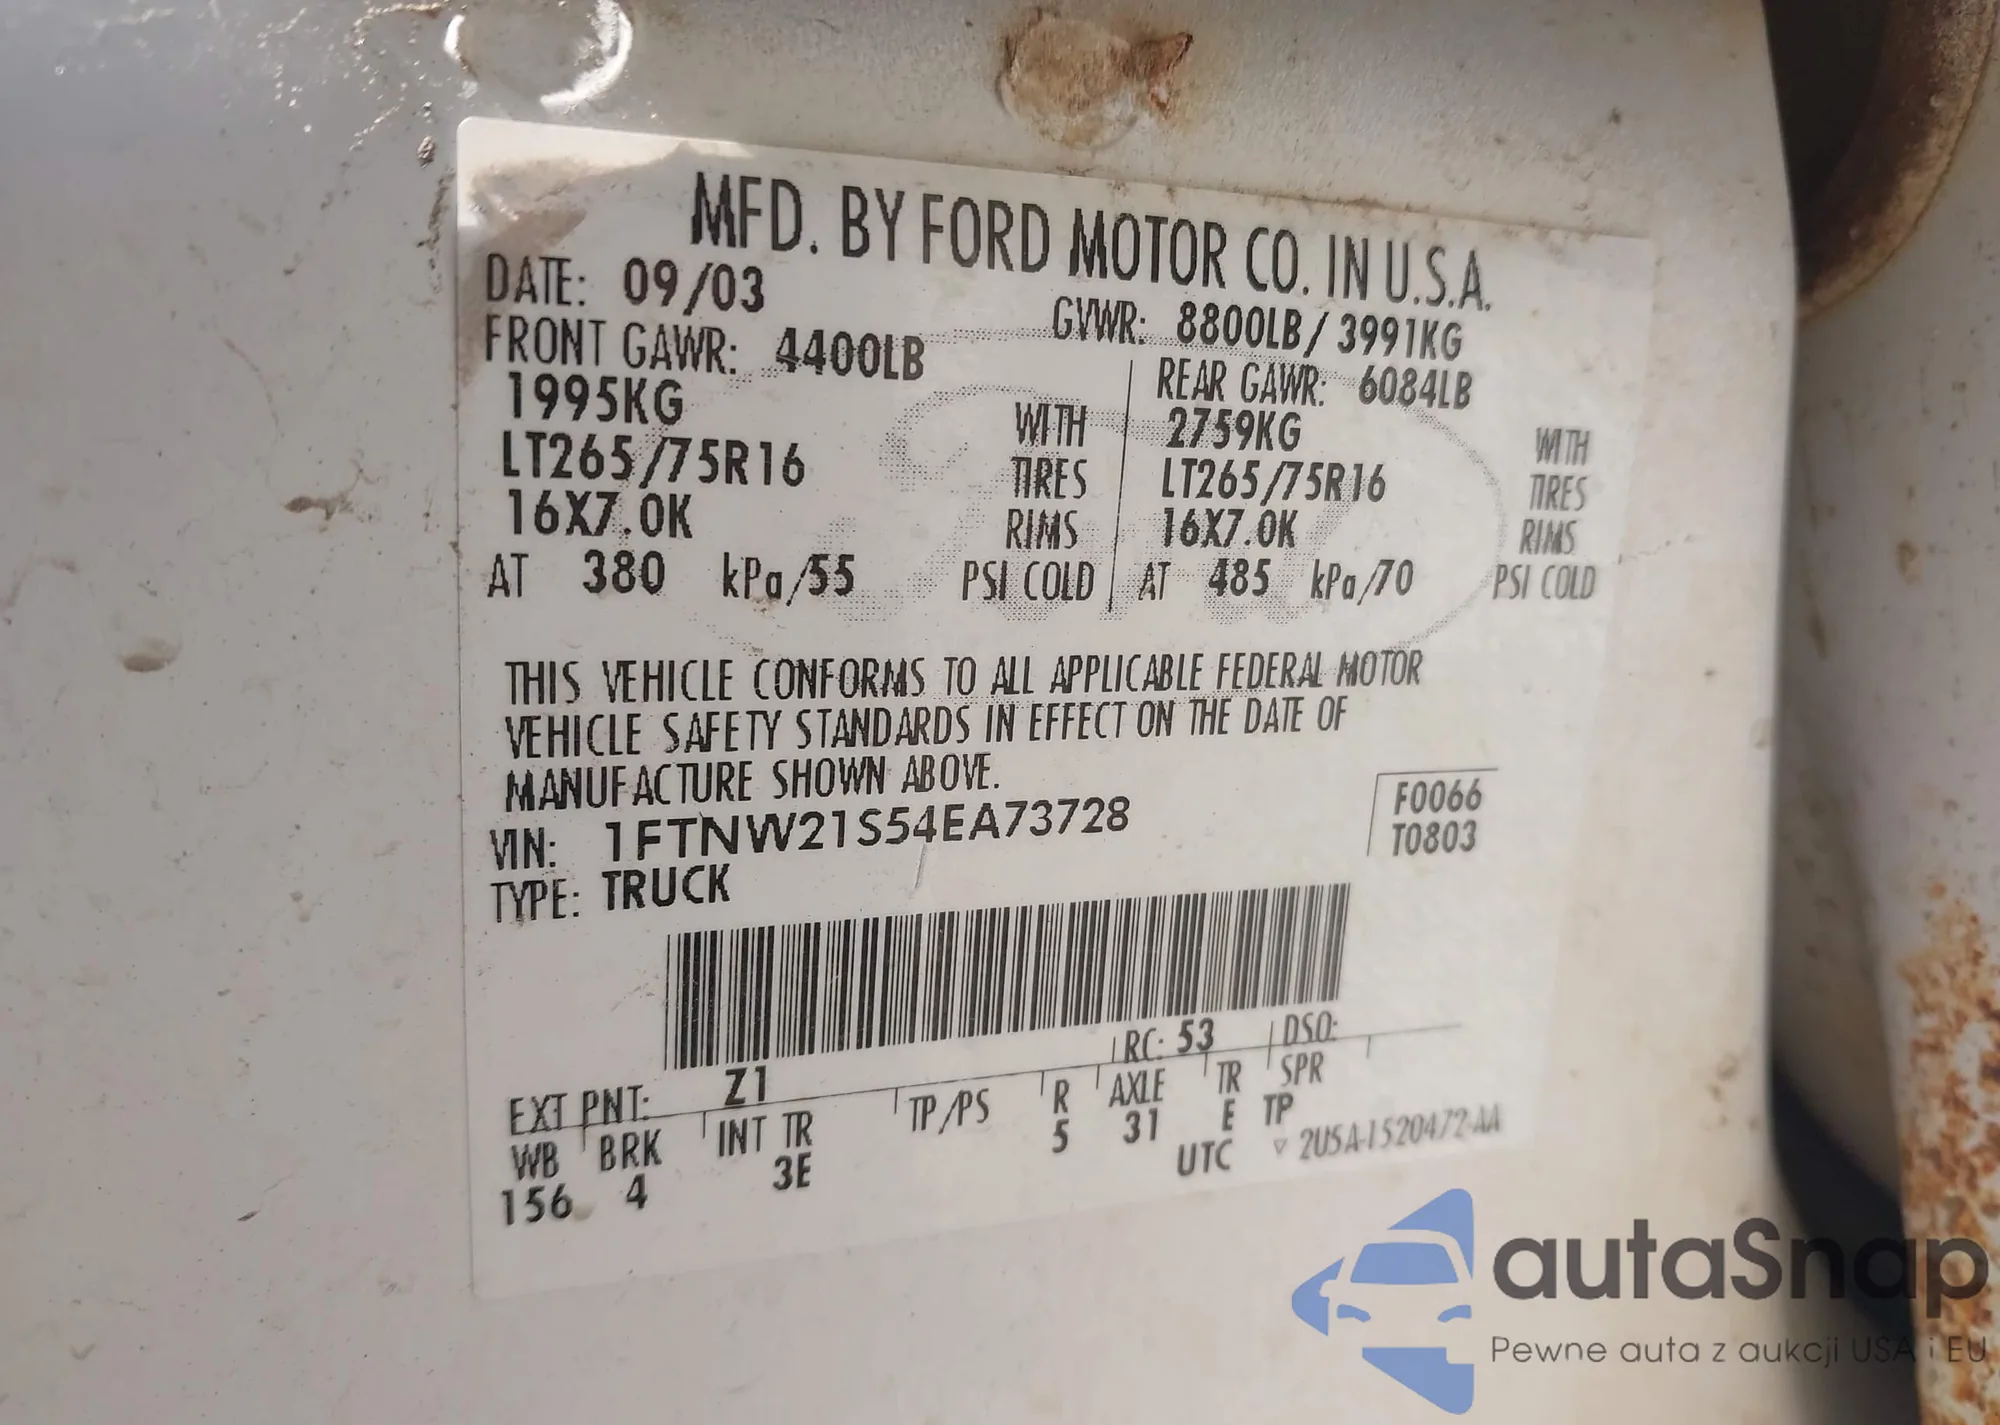 MFD. BY FORD MOTOR CO. IN U.S.A.
DATE: 09/03
GVWR: 8800LB/3991KG
FRONT GAWR: 4400LB
REAR GAWR: 6084LB
1995KG WITH
2759KG WITH
LT265/75R16 TIRES
LT265/75R16 TIRES
16X7.0K RIMS
16X7.0K RIMS
AT 380 kPa/55 PSI COLD
AT 485 kPa/70 PSI COLD
THIS VEHICLE CONFORMS TO ALL APPLICABLE FEDERAL MOTOR
VEHICLE SAFETY STANDARDS IN EFFECT ON THE DATE OF
MANUFACTURE SHOWN ABOVE.
VIN: 1FTNW21S54EA73728
F0066
T0803
TYPE: TRUCK
EXT PNT: Z1 RC: 53 DSO:
WB BRK INT TR TP/PS R AXLE TR SPR
156 4 3E 5 31 E TP
UTC ▽ 2U5A-1520472-AA
autaSnap
Pewne auta z aukcji USA i EU